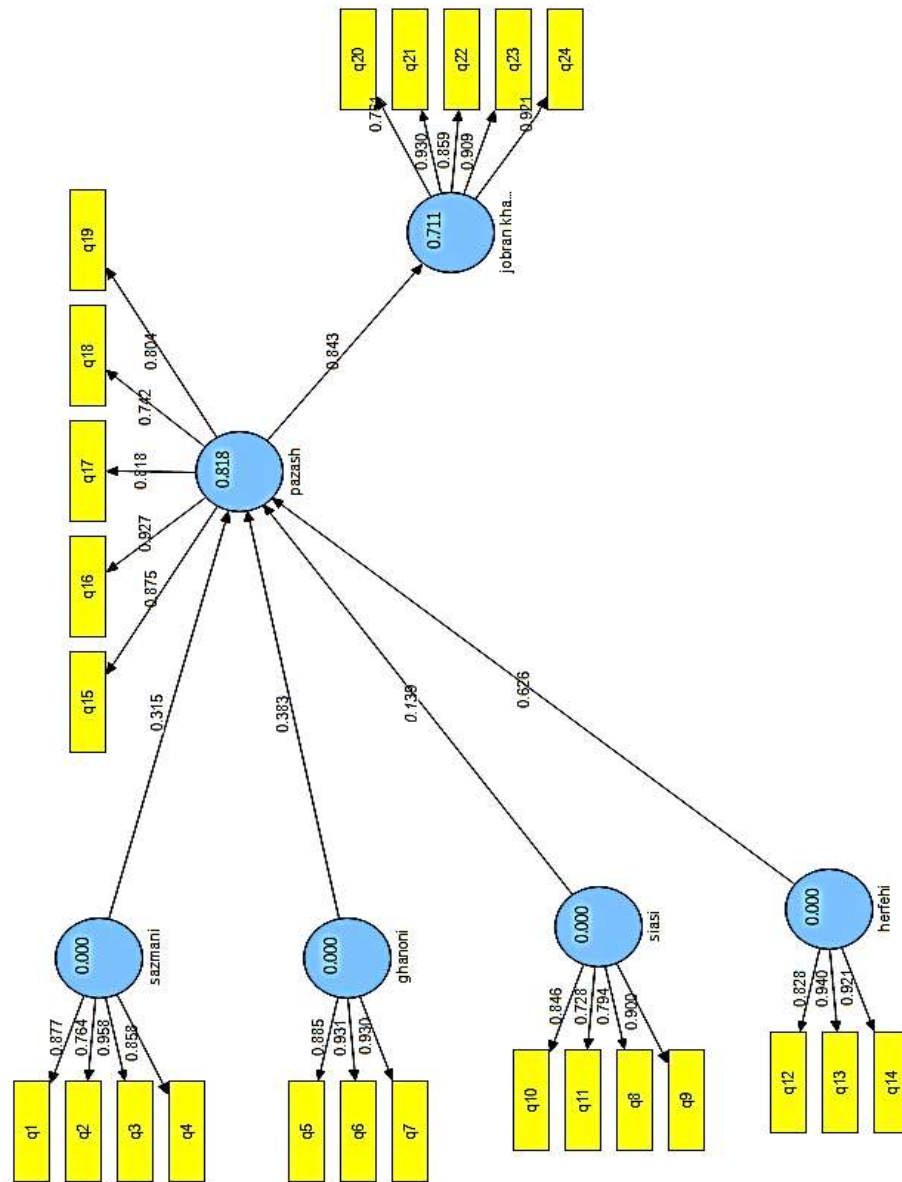 q20
q21
q22
q23
q24
0.930
0.859
0.909
0.921
0.711
jobran kha...
q15
q16
q17
q18
q19
0.875
0.927
0.818
0.742
0.804
0.843
0.818
pazash
0.315
0.383
0.139
0.626
0.000
sazmani
0.877
0.764
0.958
0.858
q1
q2
q3
q4
0.000
ghanoni
0.885
0.931
0.930
q5
q6
q7
0.000
siasi
0.846
0.728
0.794
0.900
q10
q11
q8
q9
0.000
herfehi
0.828
0.940
0.921
q12
q13
q14